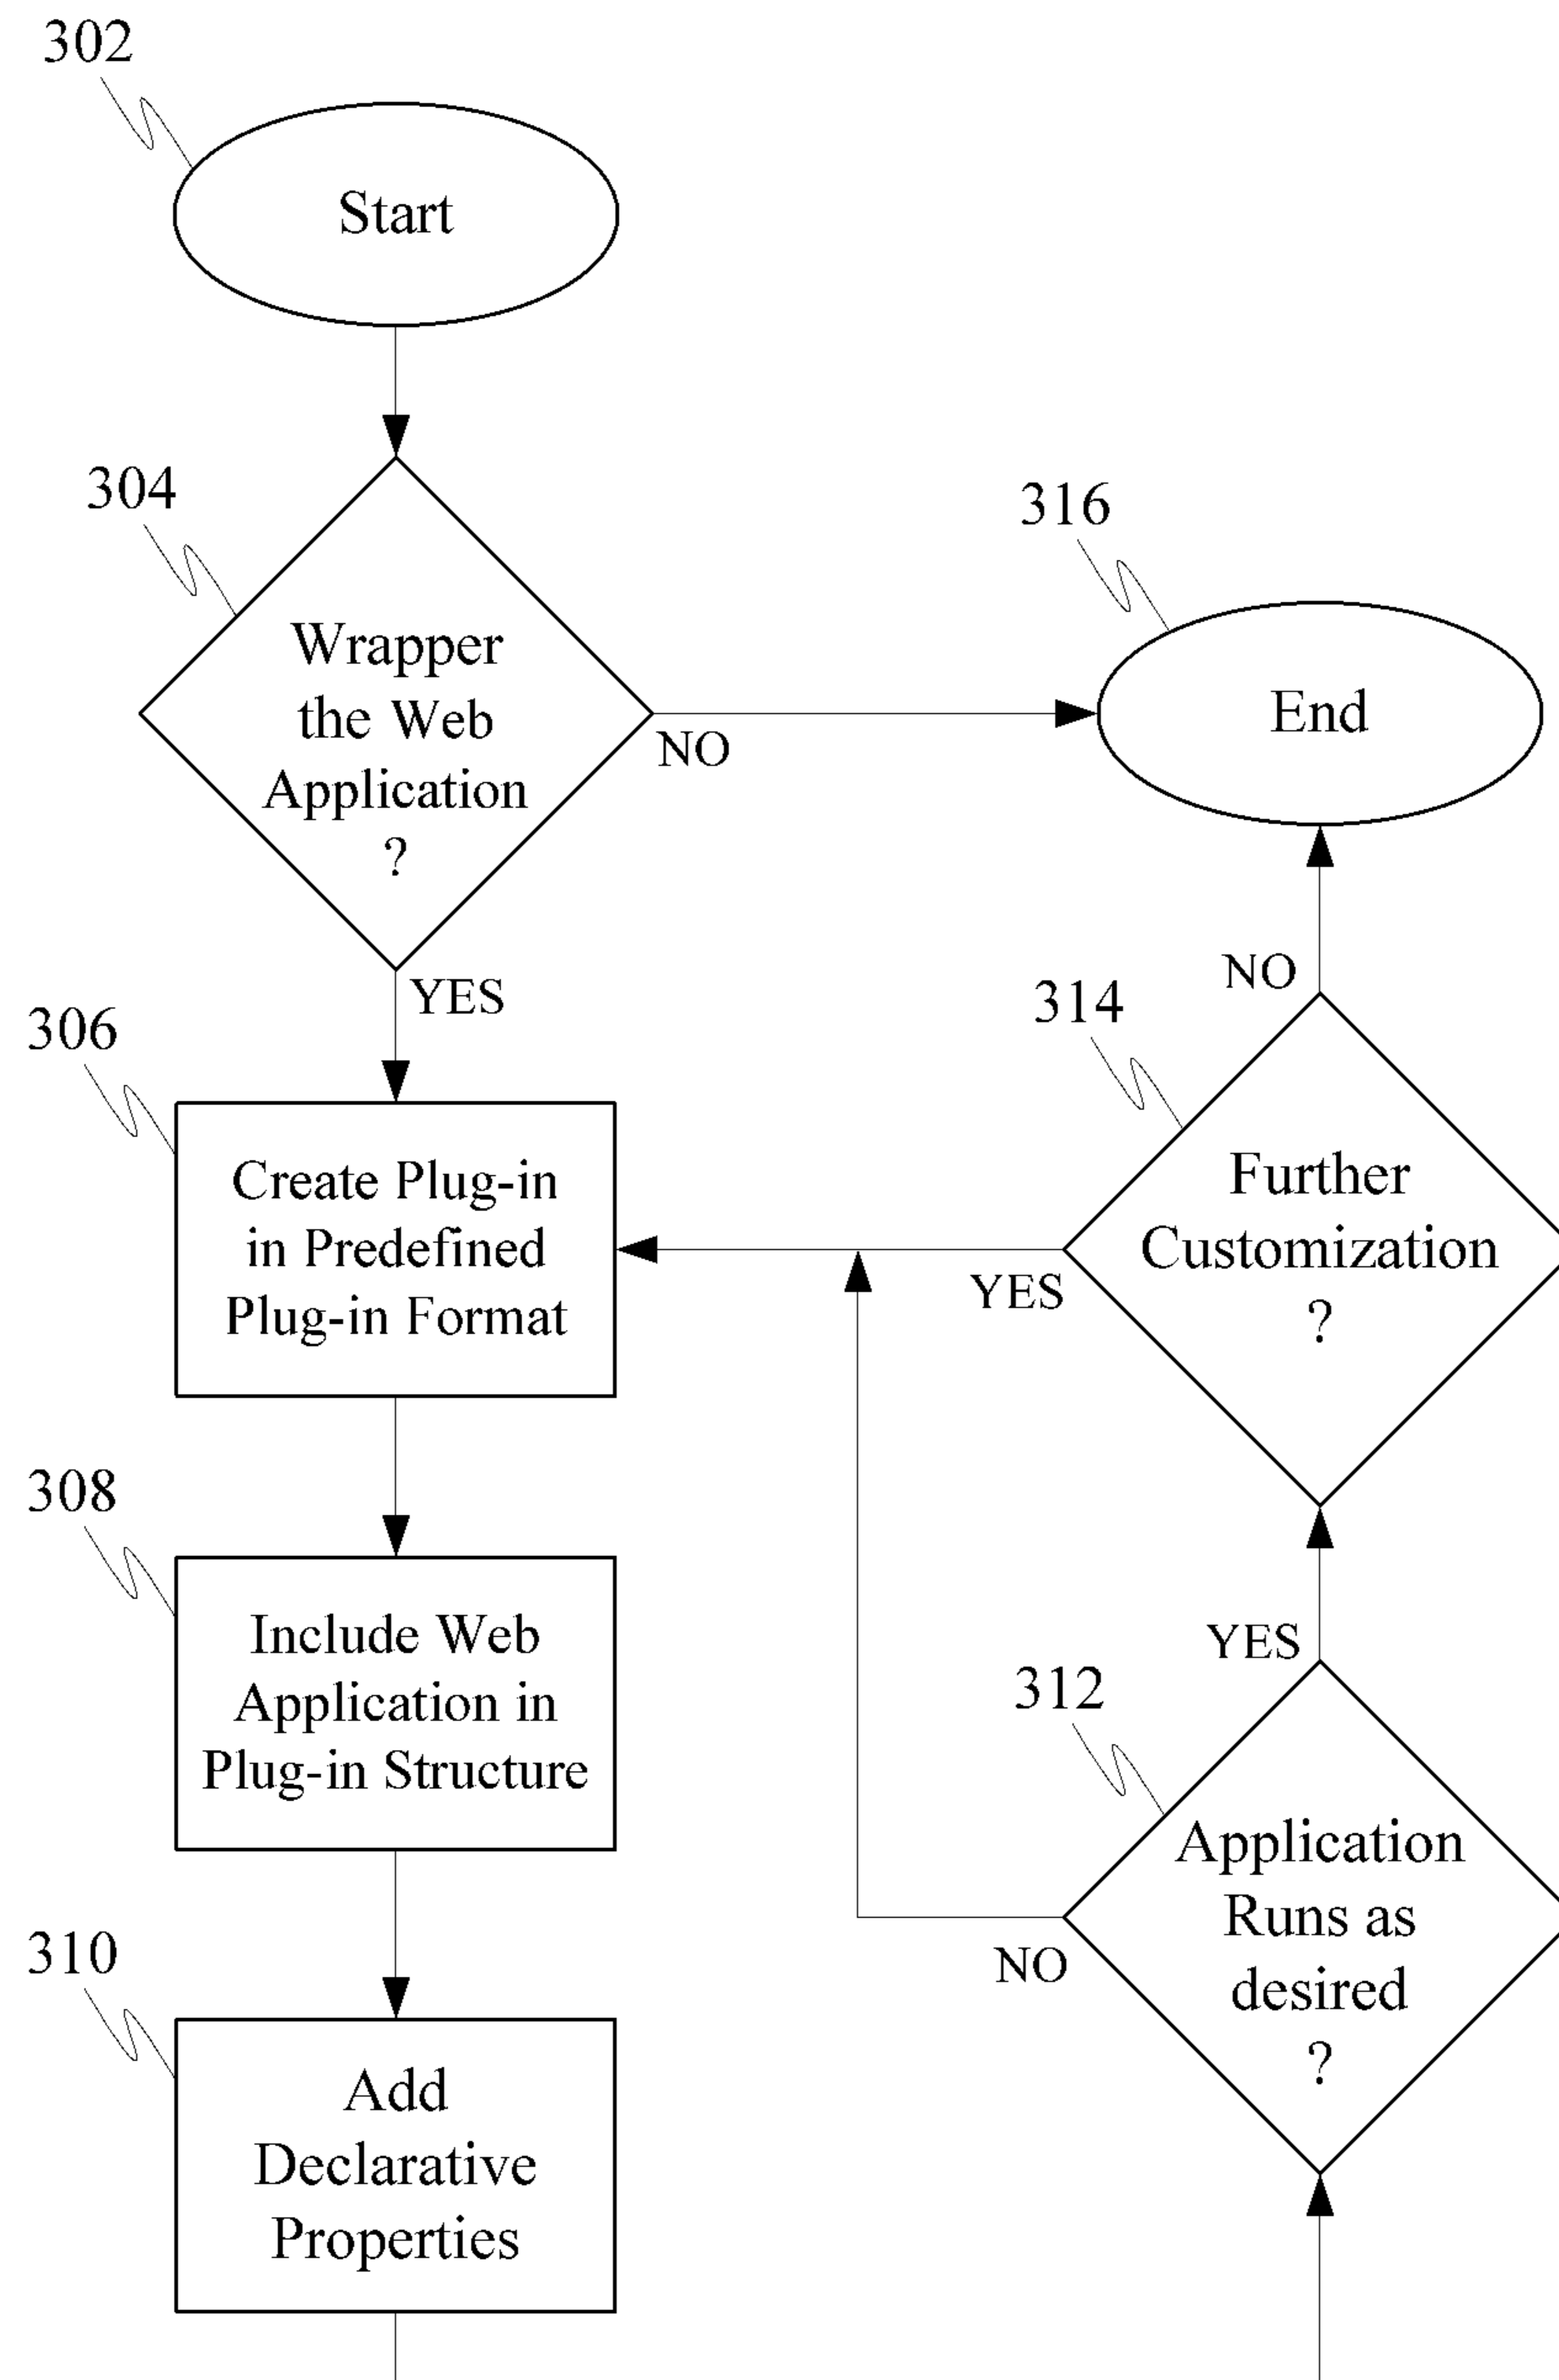 302
Start
304
Wrapper
the Web
Application
?
NO
YES
316
End
306
Create Plug-in
in Predefined
Plug-in Format
308
Include Web
Application in
Plug-in Structure
310
Add
Declarative
Properties
NO
314
Further
Customization
?
YES
YES
312
Application
Runs as
desired
?
NO